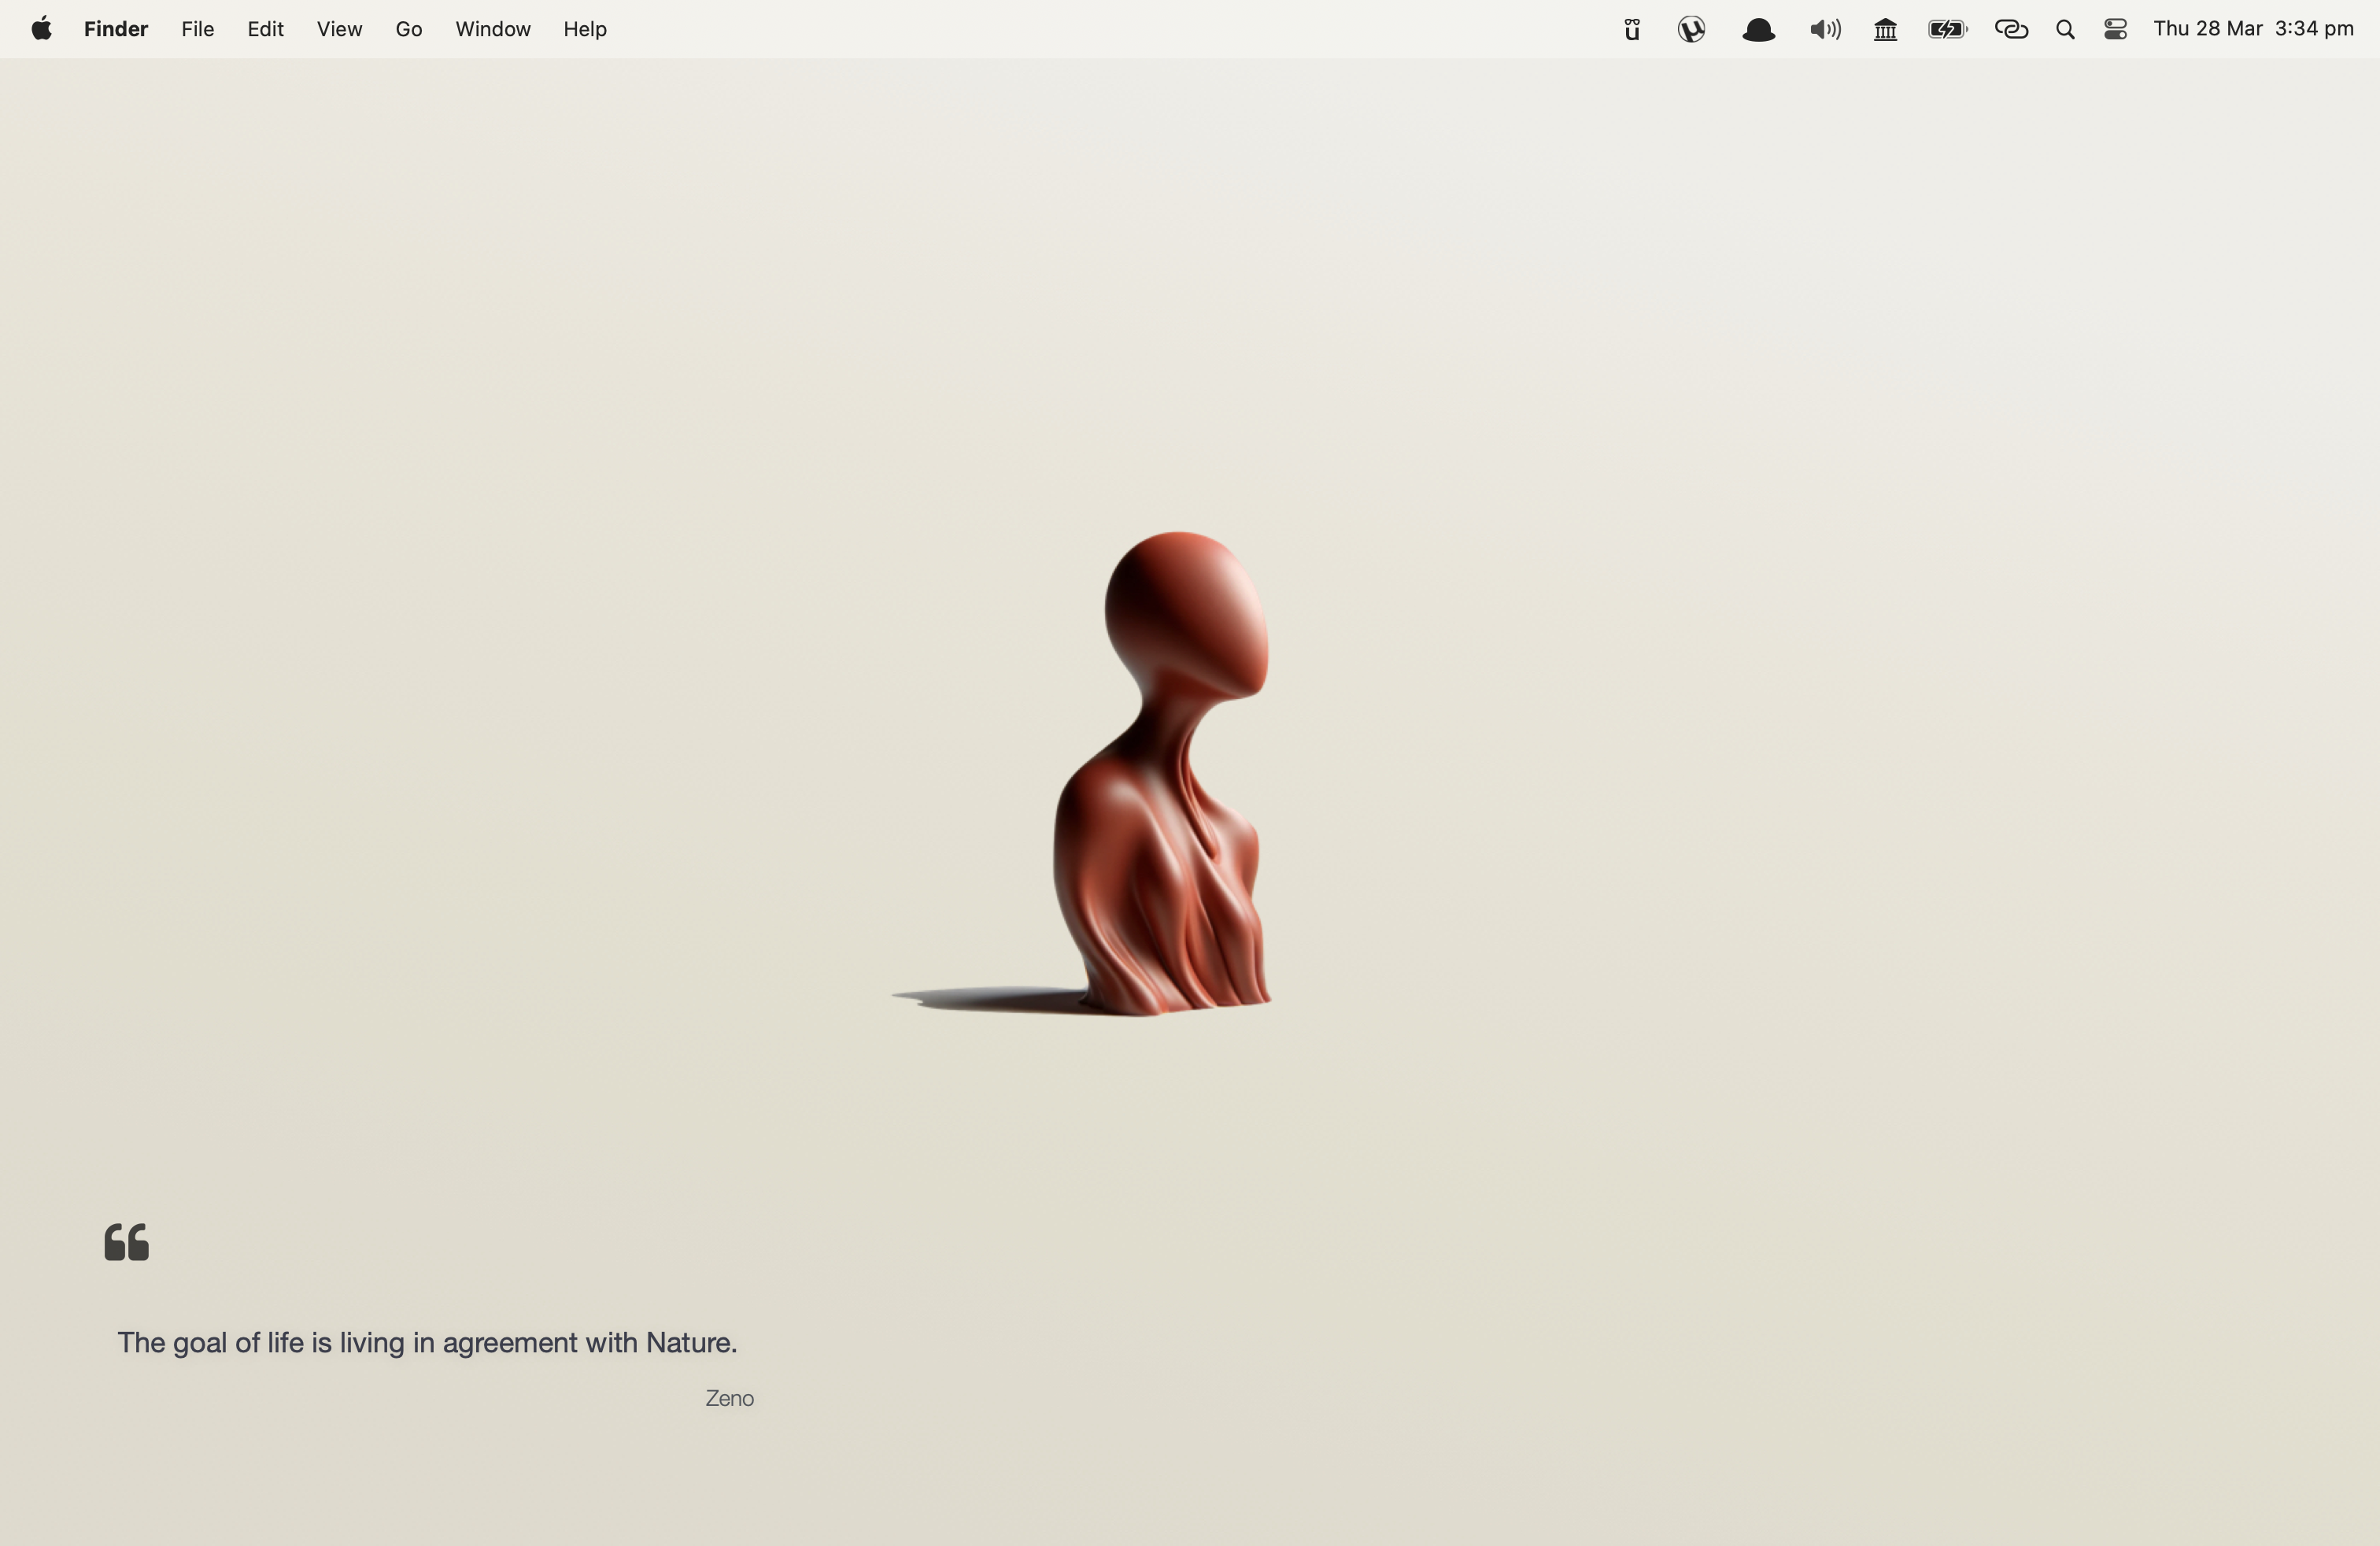 Finder File Edit View Go Window Help ü µ Thu 28 Mar 3:34 pm
“
The goal of life is living in agreement with Nature.
Zeno